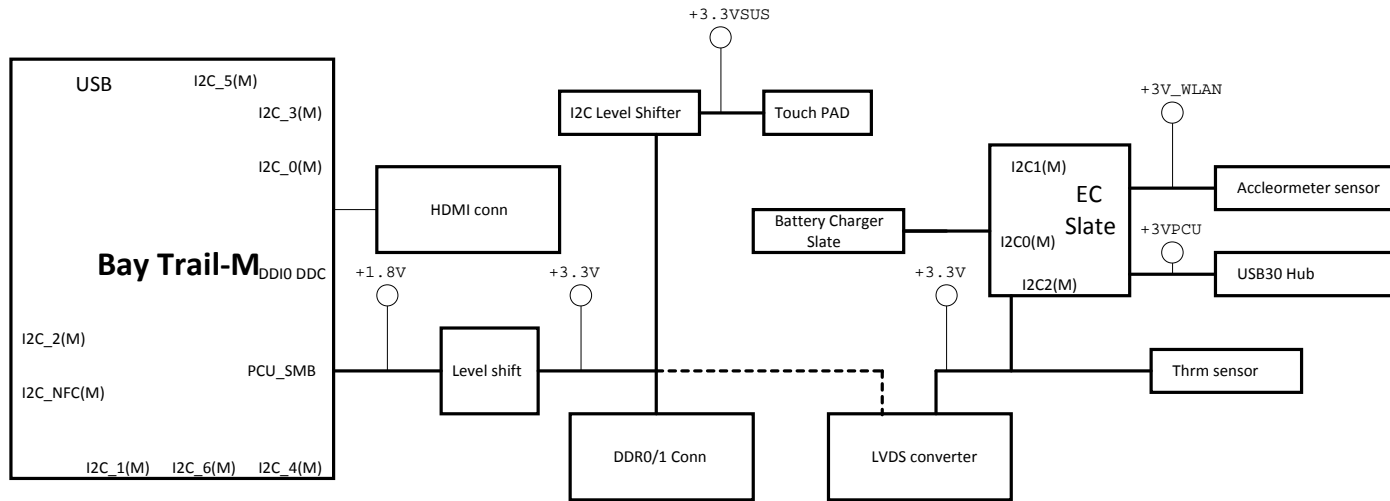 +3.3VSUS
USB
I2C_5(M)
I2C_3(M)
I2C Level Shifter
Touch PAD
+3V_WLAN
I2C_0(M)
I2C1(M)
EC
Slate
Accleormeter sensor
HDMI conn
Battery Charger
Slate
I2C0(M)
Bay Trail-M
DDI0 DDC
+1.8V
+3.3V
+3.3V
I2C2(M)
+3VPCU
USB30 Hub
I2C_2(M)
PCU_SMB
Level shift
Thrm sensor
I2C_NFC(M)
DDR0/1 Conn
LVDS converter
I2C_1(M)
I2C_6(M)
I2C_4(M)